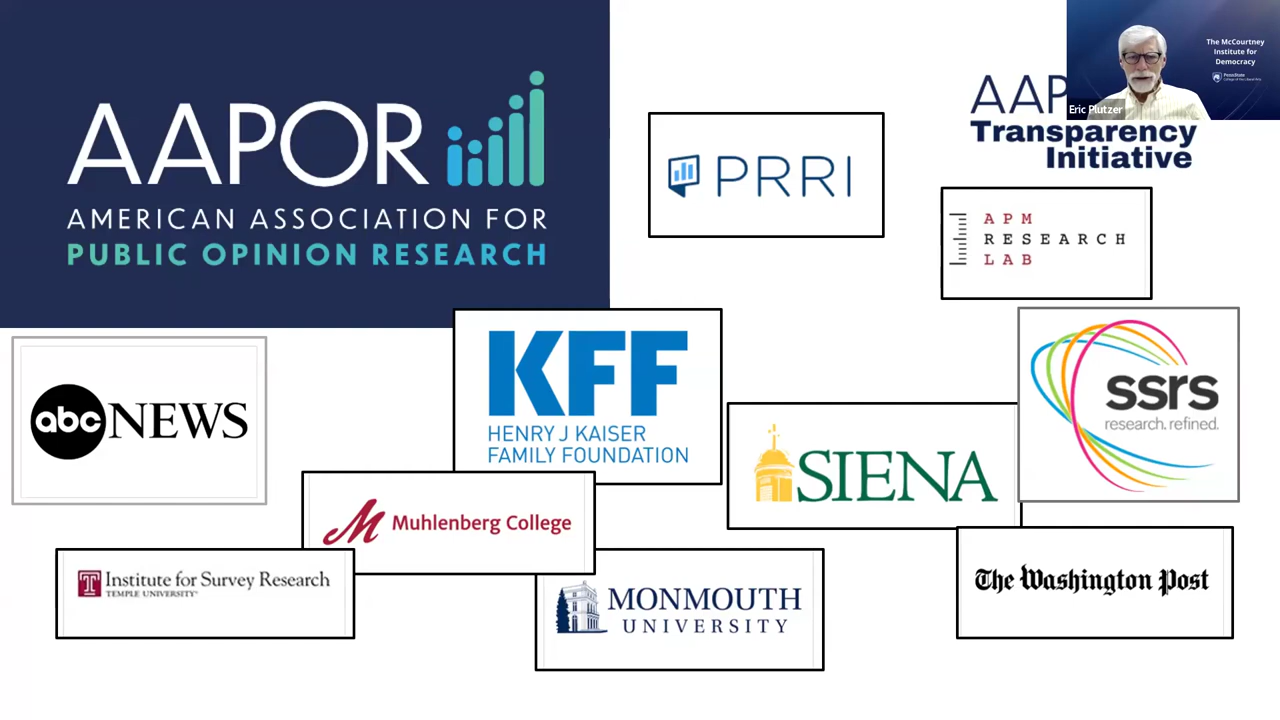 AAPOR
AMERICAN ASSOCIATION FOR
PUBLIC OPINION RESEARCH
PRRI
AAP
Transparency
Initiative
The McCourtney
Institute for
Democracy
PennState
Eric Plutzer
APM
RESEARCH
LAB
abc NEWS
KFF
HENRY J KAISER
FAMILY FOUNDATION
ssrs
research. refined.
SIENA
Muhlenberg College
Institute for Survey Research
TEMPLE UNIVERSITY®
MONMOUTH
UNIVERSITY
The Washington Post